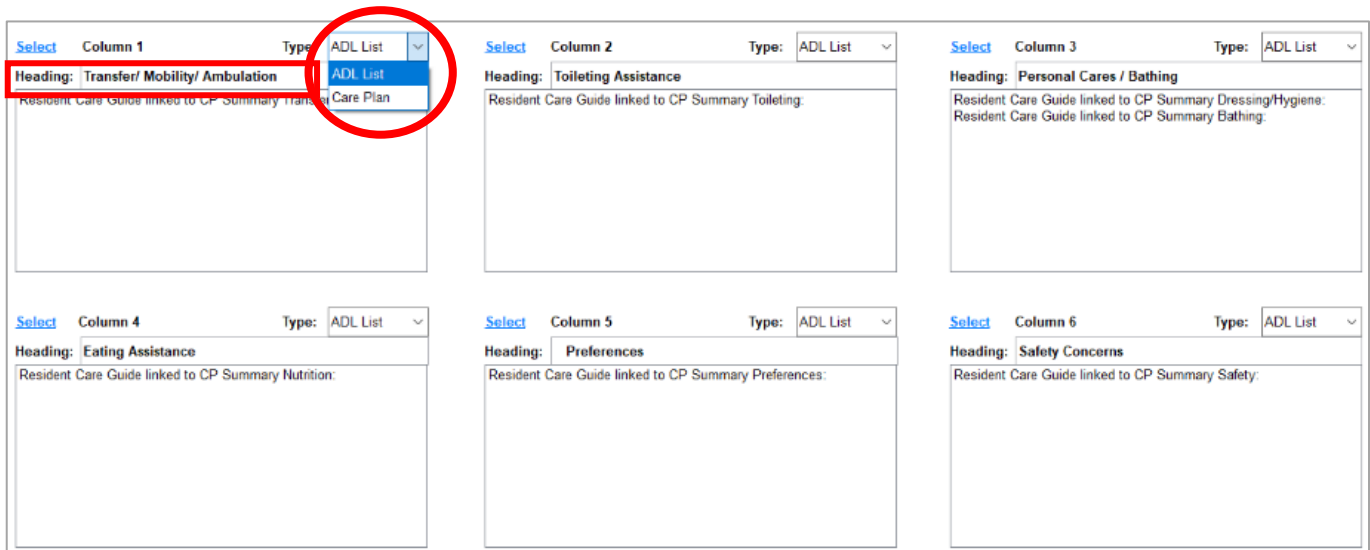 Select Column 1 Type: ADL List
ADL List
Care Plan
Heading: Transfer/ Mobility/ Ambulation
Resident Care Guide linked to CP Summary
Select Column 2 Type: ADL List
Heading: Toileting Assistance
Resident Care Guide linked to CP Summary Toileting:
Select Column 3 Type: ADL List
Heading: Personal Cares / Bathing
Resident Care Guide linked to CP Summary Dressing/Hygiene:
Resident Care Guide linked to CP Summary Bathing:
Select Column 4 Type: ADL List
Heading: Eating Assistance
Resident Care Guide linked to CP Summary Nutrition:
Select Column 5 Type: ADL List
Heading: Preferences
Resident Care Guide linked to CP Summary Preferences:
Select Column 6 Type: ADL List
Heading: Safety Concerns
Resident Care Guide linked to CP Summary Safety: